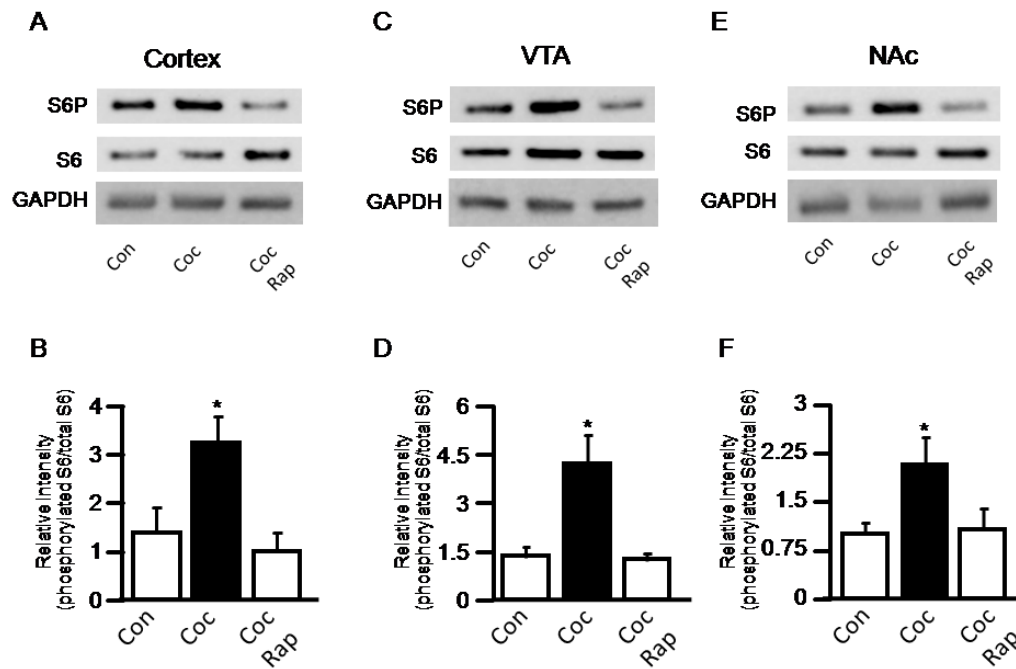 A
Cortex
S6P
S6
GAPDH
Con
Coc
Coc
Rap
C
VTA
S6P
S6
GAPDH
Con
Coc
Coc
Rap
E
NAc
S6P
S6
GAPDH
Con
Coc
Coc
Rap
B
Relative Intensity
(phosphorylated S6/total S6)
4
3
2
1
0
*
Con
Coc
Coc
Rap
D
Relative Intensity
(phosphorylated S6/total S6)
6
4.5
3
1.5
0
*
Con
Coc
Coc
Rap
F
Relative Intensity
(phosphorylated S6/total S6)
3
2.25
1.5
0.75
0
*
Con
Coc
Coc
Rap